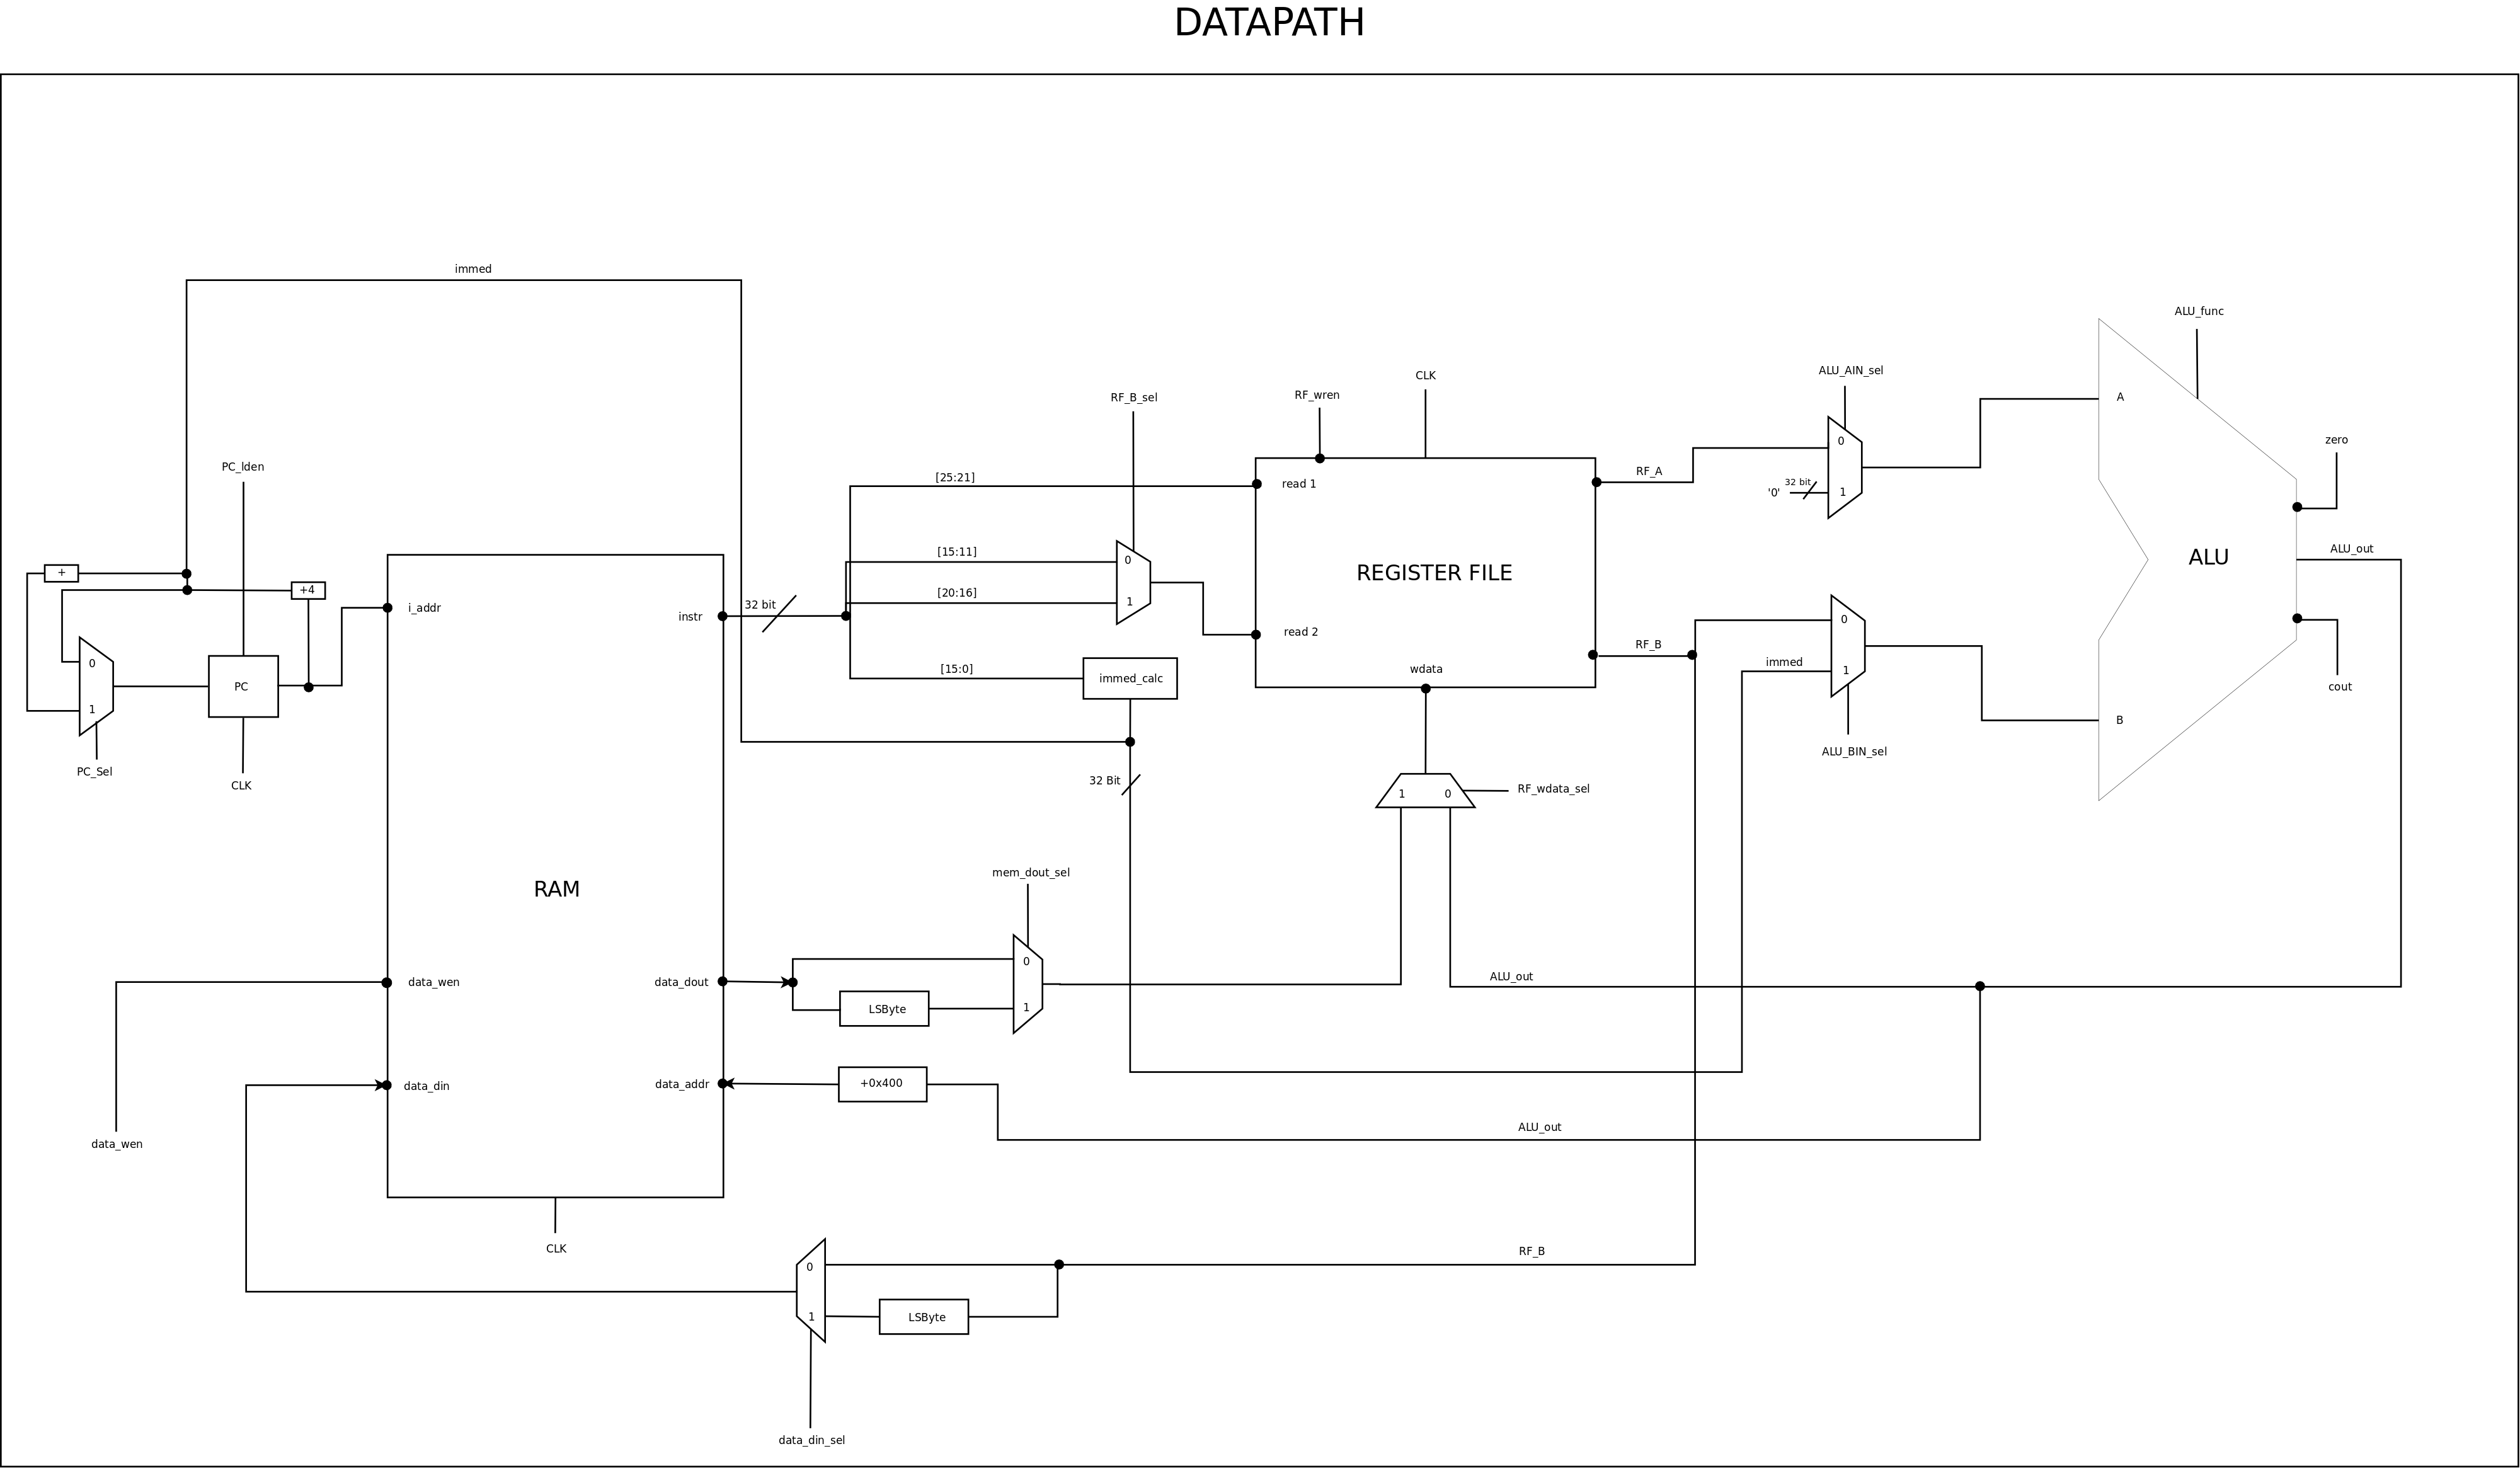 DATAPATH
immed
ALU_func
ALU_AIN_sel
CLK
RF_wren
RF_B_sel
A
zero
0
PC_lden
RF_A
[25:21]
read 1
32 bit
'0'
1
ALU_out
[15:11]
0
ALU
+
REGISTER FILE
+4
[20:16]
1
32 bit
i_addr
instr
0
read 2
RF_B
immed
0
wdata
1
[15:0]
immed_calc
PC
cout
1
B
ALU_BIN_sel
PC_Sel
CLK
32 Bit
1
0
RF_wdata_sel
mem_dout_sel
RAM
0
ALU_out
data_wen
data_dout
LSByte
1
+0x400
data_din
data_addr
ALU_out
data_wen
CLK
RF_B
0
1
LSByte
data_din_sel